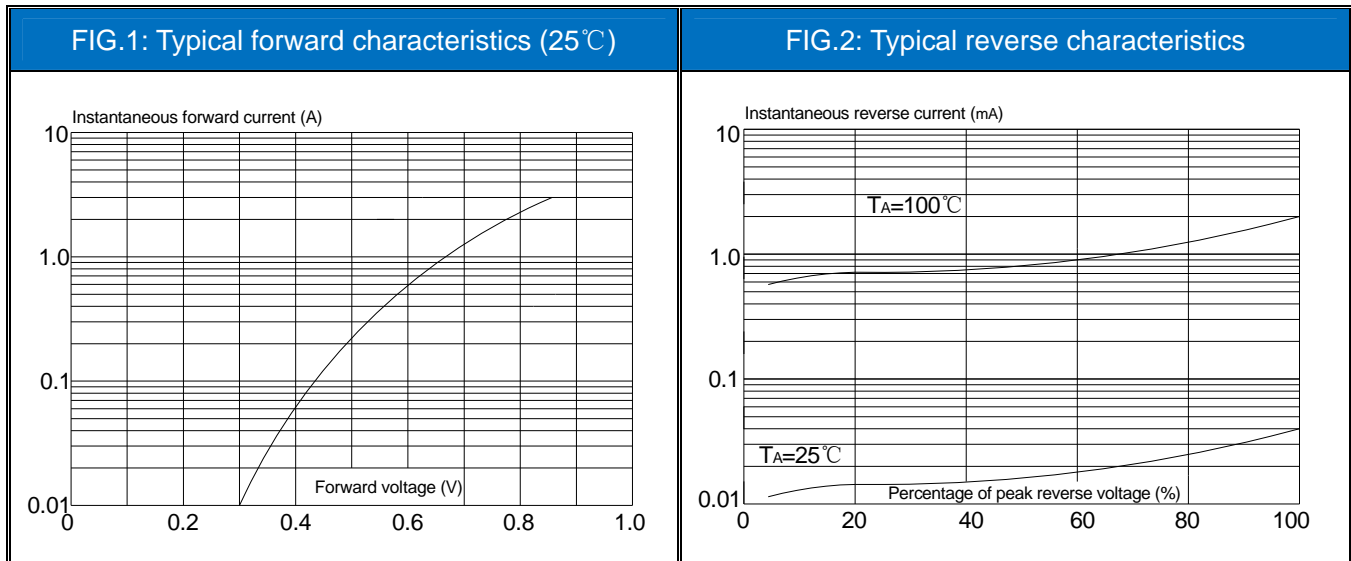 FIG.1: Typical forward characteristics (25℃)
Instantaneous forward current (A)
10
1.0
0.1
0.01
Forward voltage (V)
0 0.2 0.4 0.6 0.8 1.0
FIG.2: Typical reverse characteristics
Instantaneous reverse current (mA)
10
TA=100℃
1.0
0.1
TA=25℃
0.01
Percentage of peak reverse voltage (%)
0 20 40 60 80 100